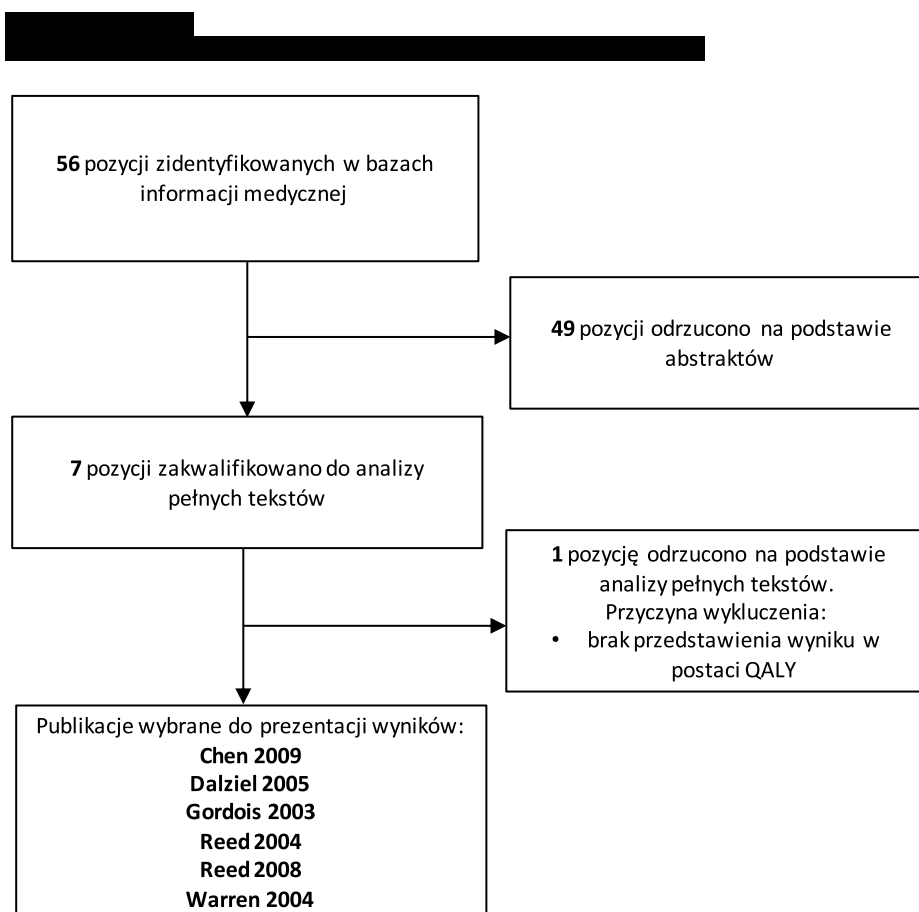 56 pozycji zidentyfikowanych w bazach
informacji medycznej
49 pozycji odrzucono na podstawie
abstraktów
7 pozycji zakwalifikowano do analizy
pełnych tekstów
1 pozycję odrzucono na podstawie
analizy pełnych tekstów.
Przyczyna wykluczenia:
• brak przedstawienia wyniku w
postaci QALY
Publikacje wybrane do prezentacji wyników:
Chen 2009
Dalziel 2005
Gordois 2003
Reed 2004
Reed 2008
Warren 2004